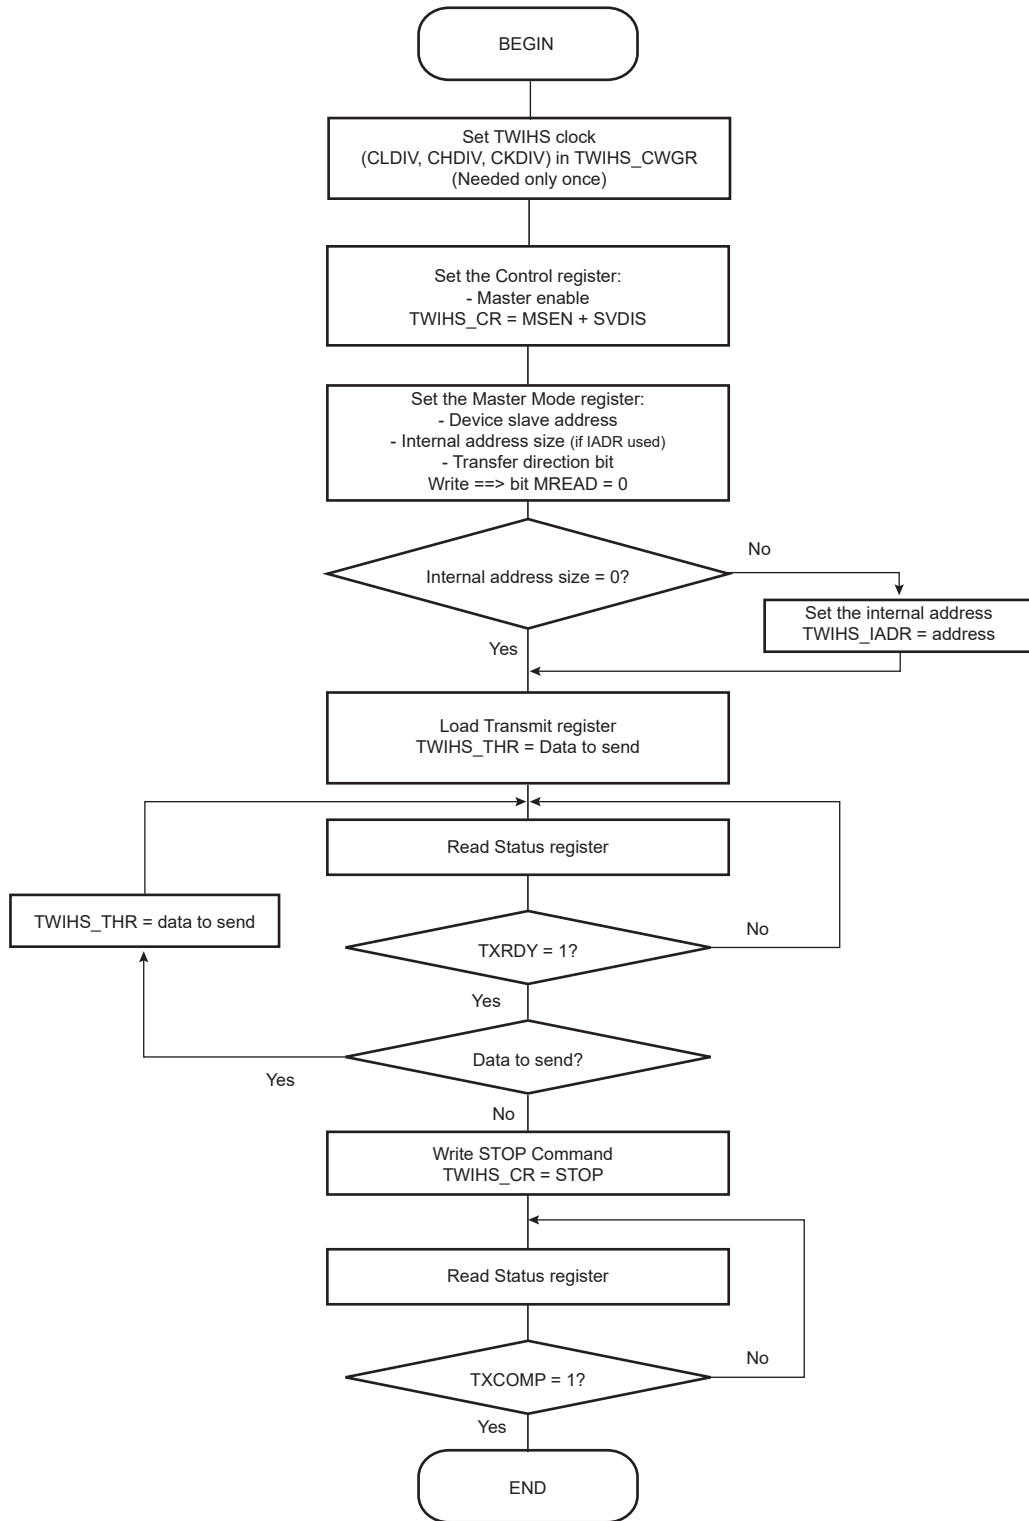 BEGIN
Set TWIHS clock
(CLDIV, CHDIV, CKDIV) in TWIHS_CWGR
(Needed only once)
Set the Control register:
- Master enable
TWIHS_CR = MSEN + SVDIS
Set the Master Mode register:
- Device slave address
- Internal address size (if IADR used)
- Transfer direction bit
Write ==> bit MREAD = 0
No
Internal address size = 0?
Set the internal address
TWIHS_IADR = address
Yes
Load Transmit register
TWIHS_THR = Data to send
Read Status register
TWIHS_THR = data to send
No
TXRDY = 1?
Yes
Data to send?
Yes
No
Write STOP Command
TWIHS_CR = STOP
Read Status register
No
TXCOMP = 1?
Yes
END